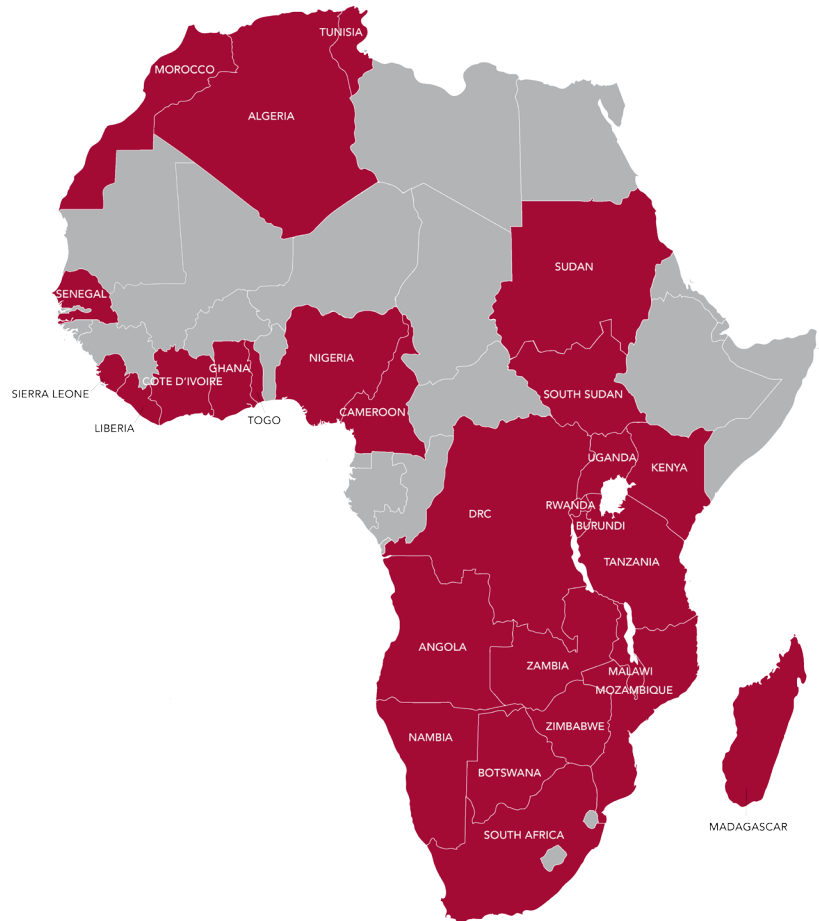 TUNISIA
MOROCCO
ALGERIA
SUDAN
SENEGAL
NIGERIA
GHANA
COTE D'IVOIRE
SIERRA LEONE
SOUTH SUDAN
CAMEROON
TOGO
LIBERIA
UGANDA
KENYA
RWANDA
DRC
BURUNDI
TANZANIA
ANGOLA
ZAMBIA
MALAWI
MOZAMBIQUE
ZIMBABWE
NAMBIA
BOTSWANA
MADAGASCAR
SOUTH AFRICA